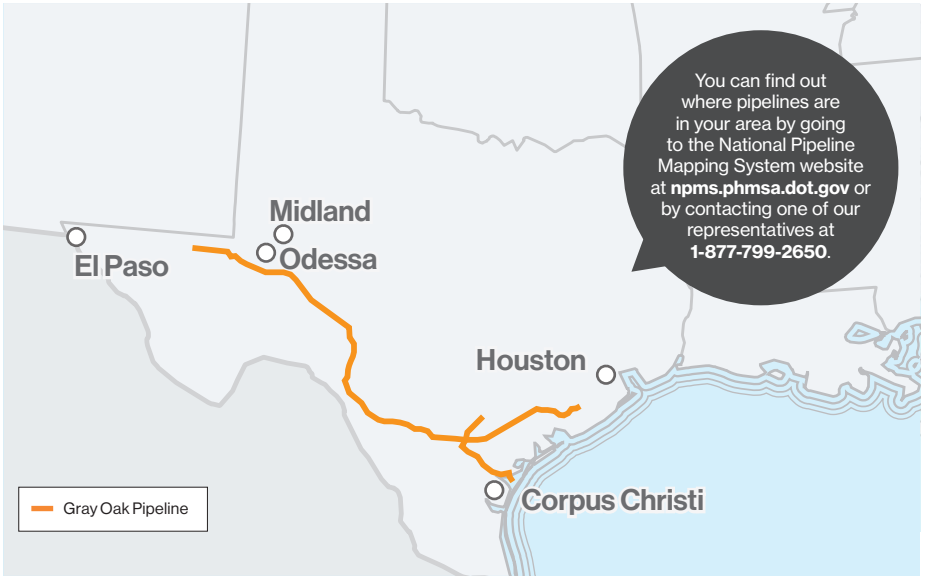 You can find out
where pipelines are
in your area by going
to the National Pipeline
Mapping System website
at npms.phmsa.dot.gov or
by contacting one of our
representatives at
1-877-799-2650.
Midland
Odessa
El Paso
Houston
Corpus Christi
Gray Oak Pipeline